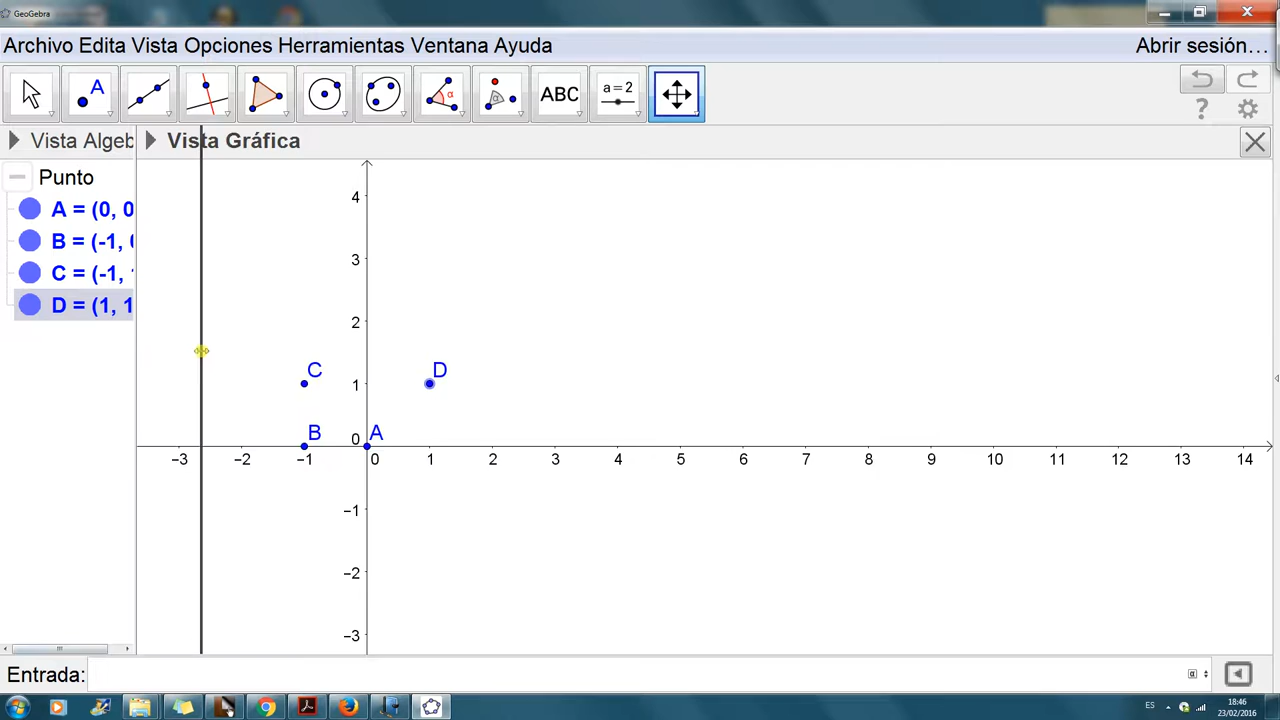 GeoGebra
Archivo Edita Vista Opciones Herramientas Ventana Ayuda Abrir sesión...
A α α ABC a=2
?
Vista Algeb Vista Gráfica
Punto
A = (0, 0
B = (-1, 0
C = (-1, 1
D = (1, 1
4
3
2
C D
1
B 0 A
−3 −2 −1 0 1 2 3 4 5 6 7 8 9 10 11 12 13 14
−1
−2
−3
Entrada: α
ES 18:46
23/02/2016